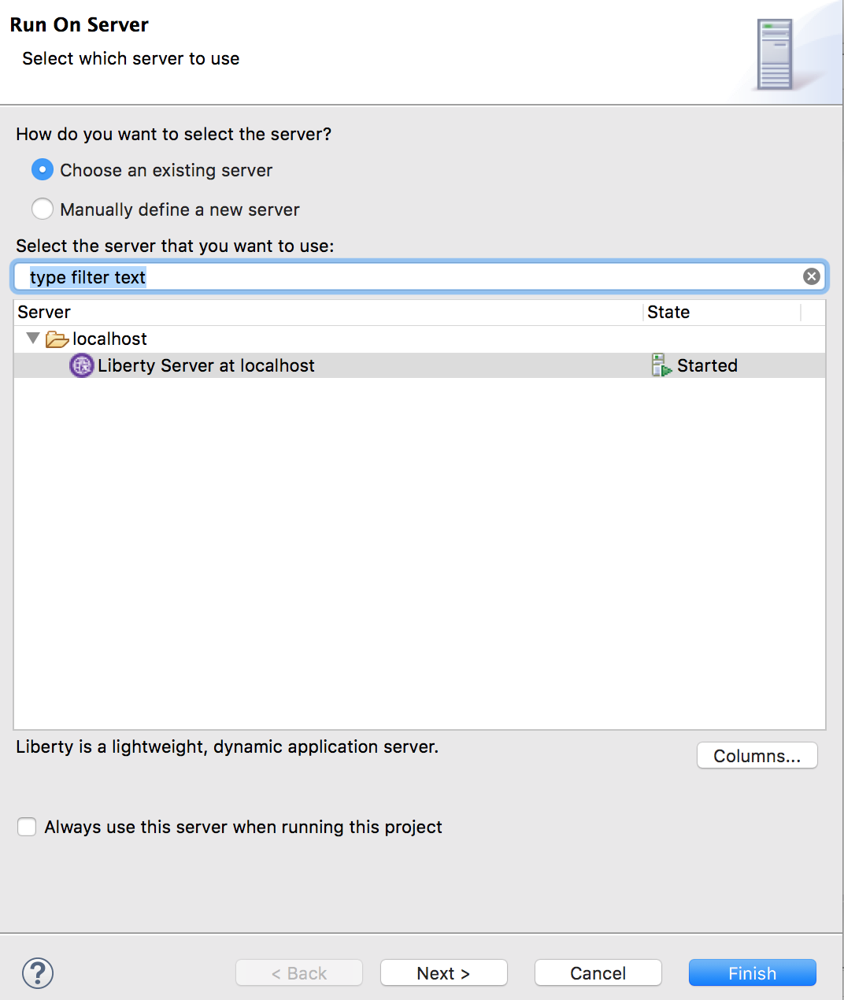 Run On Server
Select which server to use
How do you want to select the server?
Choose an existing server
Manually define a new server
Select the server that you want to use:
type filter text
Server State
localhost
Liberty Server at localhost Started
Liberty is a lightweight, dynamic application server.
Columns...
Always use this server when running this project
? < Back Next > Cancel Finish